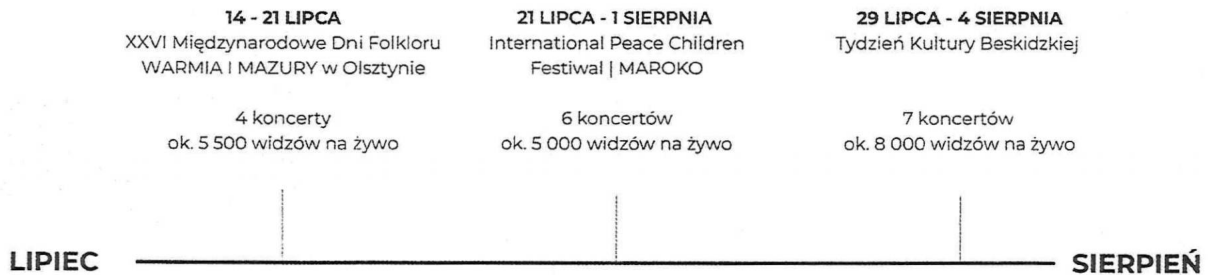 14 - 21 LIPCA
XXVI Międzynarodowe Dni Folkloru
WARMIA I MAZURY w Olsztynie
4 koncerty
ok. 5 500 widzów na żywo
21 LIPCA - 1 SIERPNIA
International Peace Children
Festiwal | MAROKO
6 koncertów
ok. 5 000 widzów na żywo
29 LIPCA - 4 SIERPNIA
Tydzień Kultury Beskidzkiej
7 koncertów
ok. 8 000 widzów na żywo
LIPIEC
SIERPIEŃ